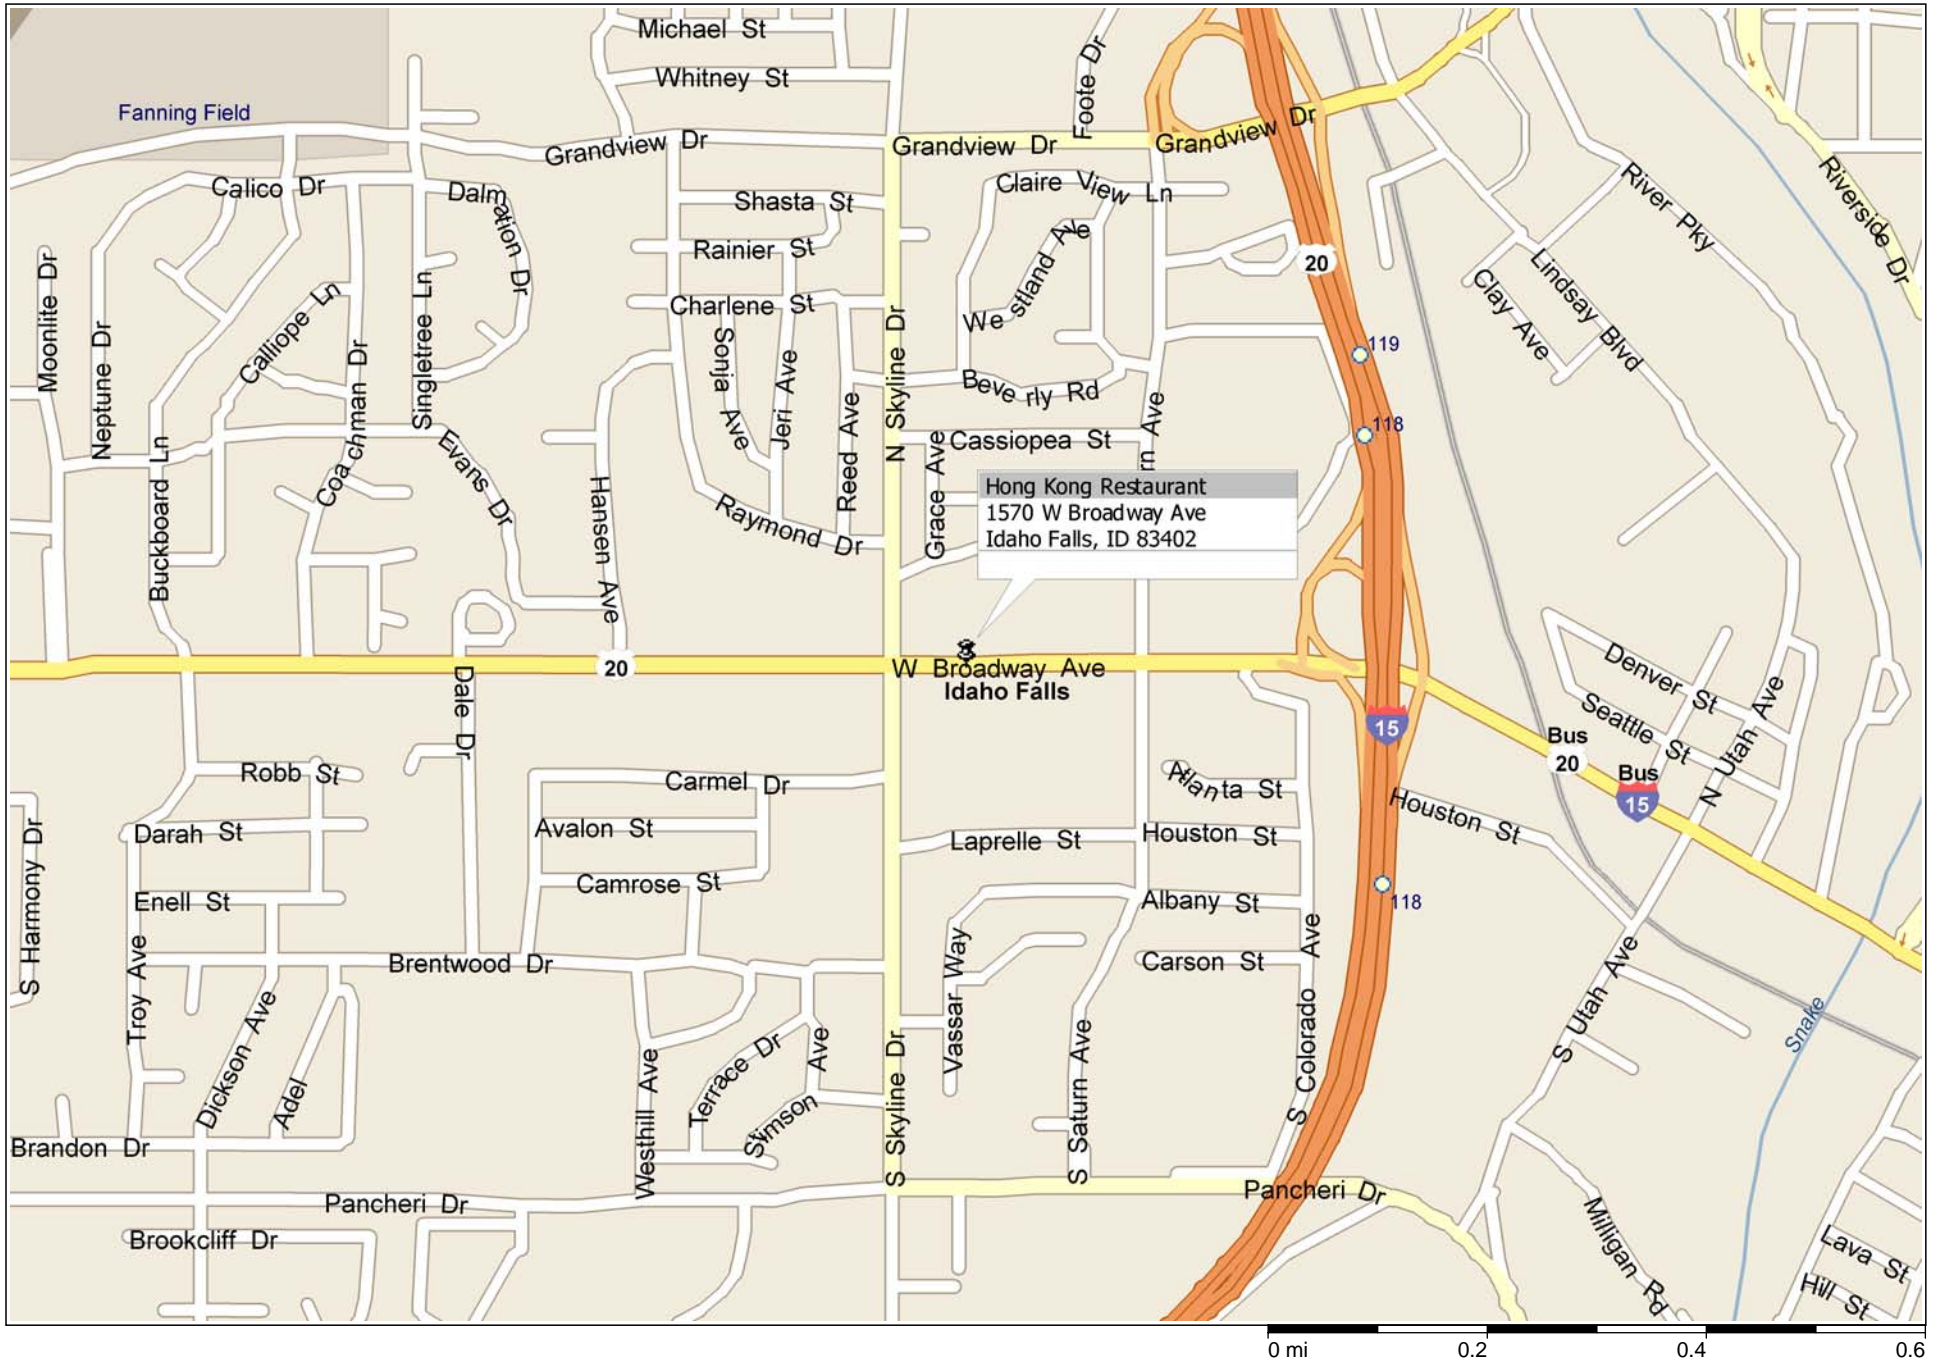 Michael St
Whitney St
Foote Dr
Fanning Field
Grandview Dr
Grandview Dr
Grandview Dr
Calico Dr
Dalmation Dr
Shasta St
Claire View Ln
River Pky
Riverside Dr
Rainier St
Westland Ave
20
Lindsay Blvd
Clay Ave
Moonlite Dr
Neptune Dr
Calliope Ln
Singletree Ln
Coachman Dr
Charlene St
Sonja Ave
Jeri Ave
Reed Ave
N Skyline Dr
Beverly Rd
119
118
Cassiopea St
Grace Ave
rn Ave
Buckboard Ln
Evans Dr
Hansen Ave
Raymond Dr
Hong Kong Restaurant
1570 W Broadway Ave
Idaho Falls, ID 83402
20
W Broadway Ave
Idaho Falls
Dale Dr
15
Denver St
Seattle St
N Utah Ave
Bus
20
Bus
15
Robb St
Carmel Dr
Atlanta St
Houston St
Darah St
Avalon St
Laprelle St
Houston St
S Harmony Dr
Camrose St
Enell St
Albany St
118
Troy Ave
Brentwood Dr
Vassar Way
Carson St
S Colorado Ave
S Utah Ave
Snake
Dickson Ave
Adel
Westhill Ave
Terrace Dr
Stimson Ave
S Skyline Dr
S Saturn Ave
Brandon Dr
Pancheri Dr
Pancheri Dr
Milligan Rd
Brookcliff Dr
Lava St
Hill St
0 mi 0.2 0.4 0.6